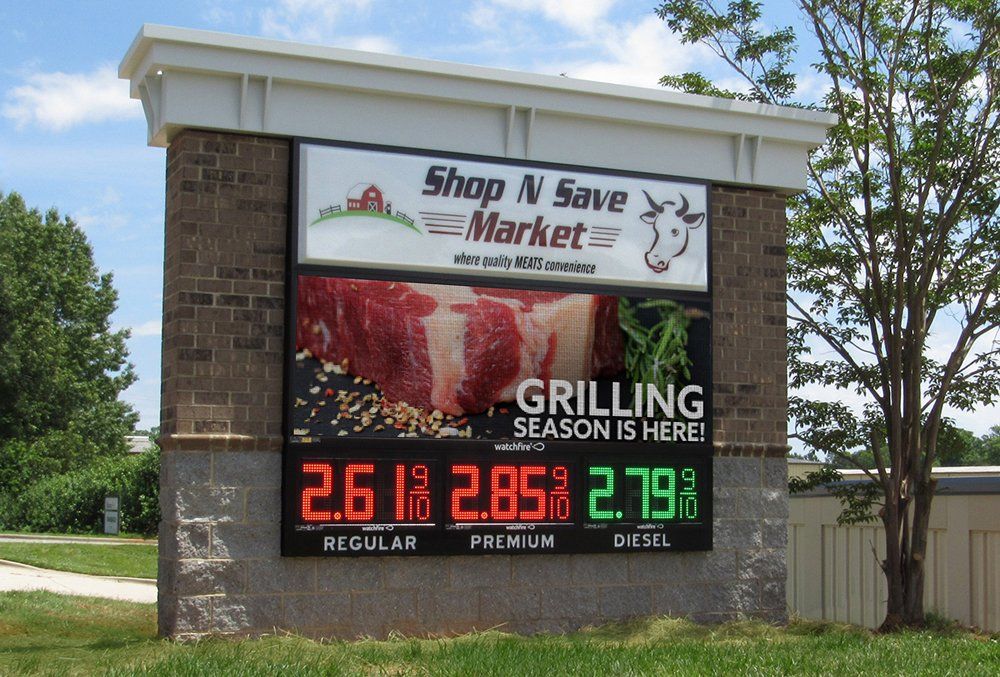 Shop N Save
Market
where quality MEATS convenience
GRILLING
SEASON IS HERE!
watchfire
2.61 9/10 2.85 9/10 2.79 9/10
watchfire watchfire watchfire
REGULAR PREMIUM DIESEL